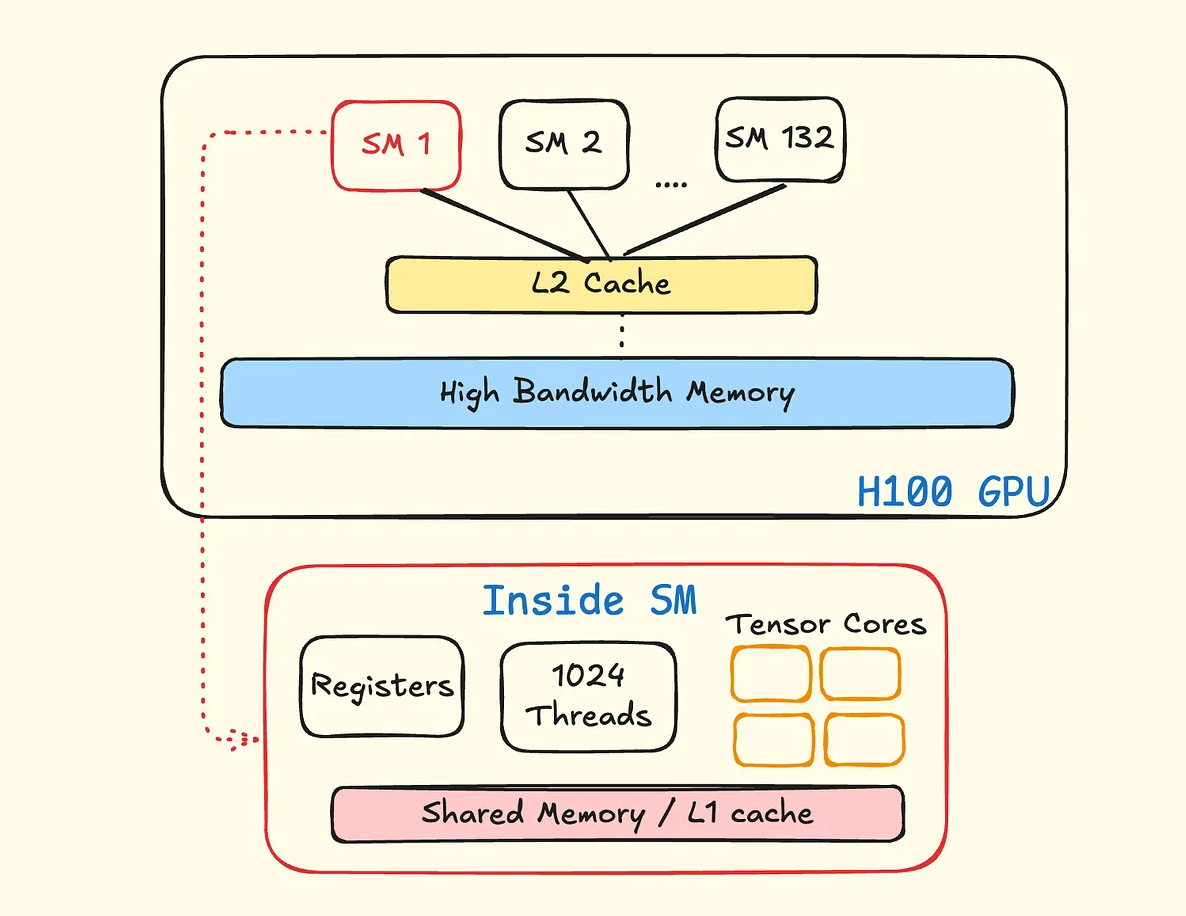 SM 1
SM 2
....
SM 132
L2 Cache
High Bandwidth Memory
H100 GPU
Inside SM
Tensor Cores
Registers
1024
Threads
Shared Memory / L1 cache